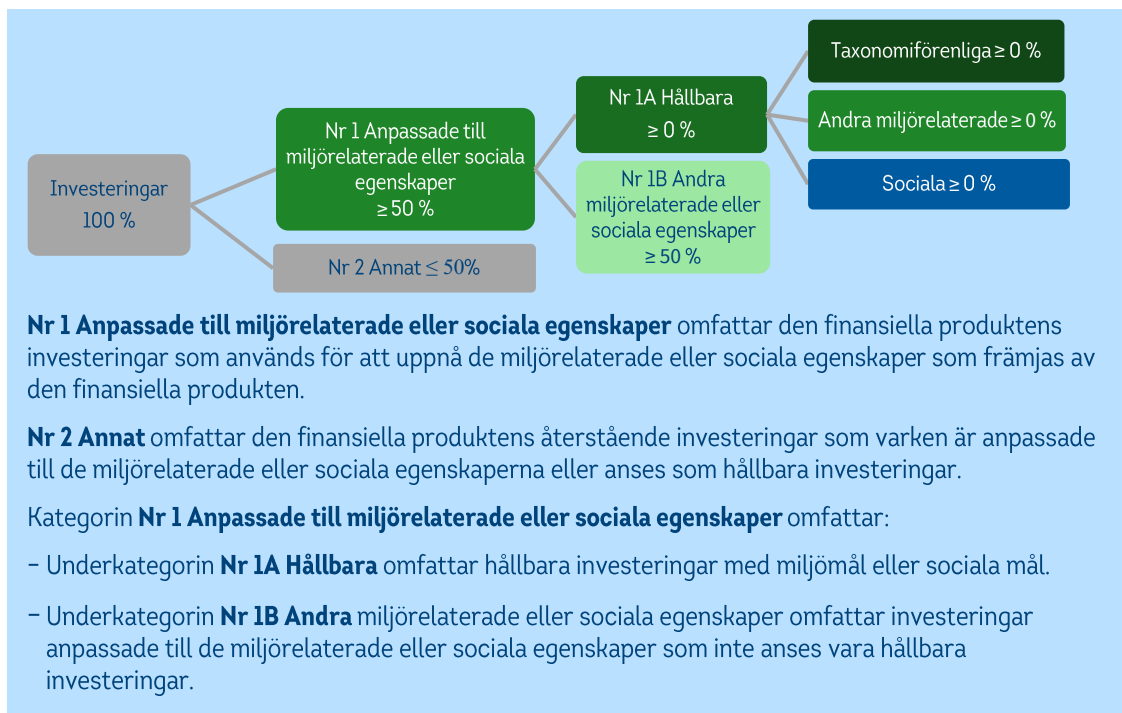 Investeringar
100 %
Nr 1 Anpassade till
miljörelaterade eller sociala
egenskaper
≥ 50 %
Nr 2 Annat ≤ 50%
Nr 1A Hållbara
≥ 0 %
Nr 1B Andra
miljörelaterade eller
sociala egenskaper
≥ 50 %
Taxonomiförenliga ≥ 0 %
Andra miljörelaterade ≥ 0 %
Sociala ≥ 0 %
Nr 1 Anpassade till miljörelaterade eller sociala egenskaper omfattar den finansiella produktens
investeringar som används för att uppnå de miljörelaterade eller sociala egenskaper som främjas av
den finansiella produkten.
Nr 2 Annat omfattar den finansiella produktens återstående investeringar som varken är anpassade
till de miljörelaterade eller sociala egenskaperna eller anses som hållbara investeringar.
Kategorin Nr 1 Anpassade till miljörelaterade eller sociala egenskaper omfattar:
– Underkategorin Nr 1A Hållbara omfattar hållbara investeringar med miljömål eller sociala mål.
– Underkategorin Nr 1B Andra miljörelaterade eller sociala egenskaper omfattar investeringar
anpassade till de miljörelaterade eller sociala egenskaper som inte anses vara hållbara
investeringar.